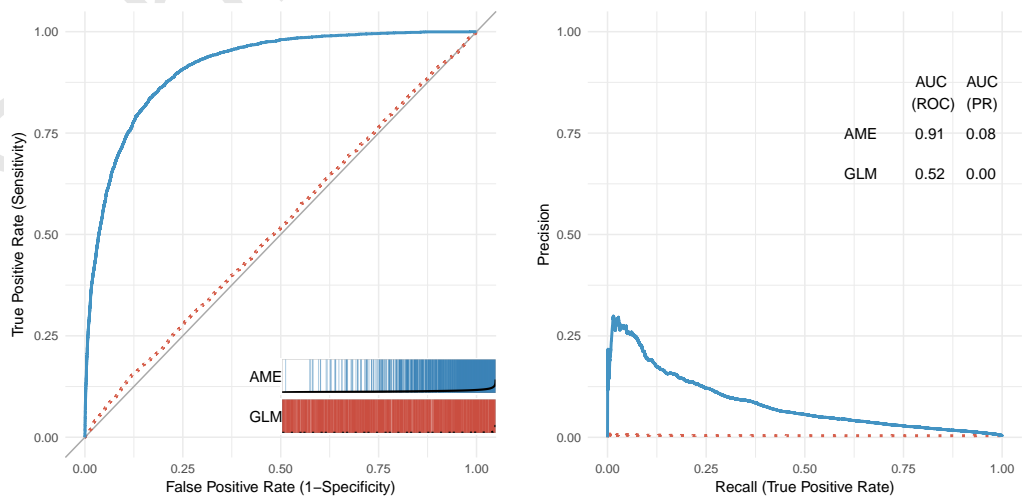 1.00
0.75
0.50
0.25
0.00
True Positive Rate (Sensitivity)
AME
GLM
0.00 0.25 0.50 0.75 1.00
False Positive Rate (1−Specificity)
1.00
0.75
0.50
0.25
0.00
Precision
AUC AUC
(ROC) (PR)
AME 0.91 0.08
GLM 0.52 0.00
0.00 0.25 0.50 0.75 1.00
Recall (True Positive Rate)